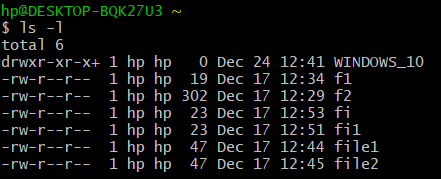 hp@DESKTOP-BQK27U3 ~
$ ls -l
total 6
drwxr-xr-x+ 1 hp hp   0 Dec 24 12:41 WINDOWS_10
-rw-r--r--  1 hp hp  19 Dec 17 12:34 f1
-rw-r--r--  1 hp hp 302 Dec 17 12:29 f2
-rw-r--r--  1 hp hp  23 Dec 17 12:53 fi
-rw-r--r--  1 hp hp  23 Dec 17 12:51 fi1
-rw-r--r--  1 hp hp  47 Dec 17 12:44 file1
-rw-r--r--  1 hp hp  47 Dec 17 12:45 file2